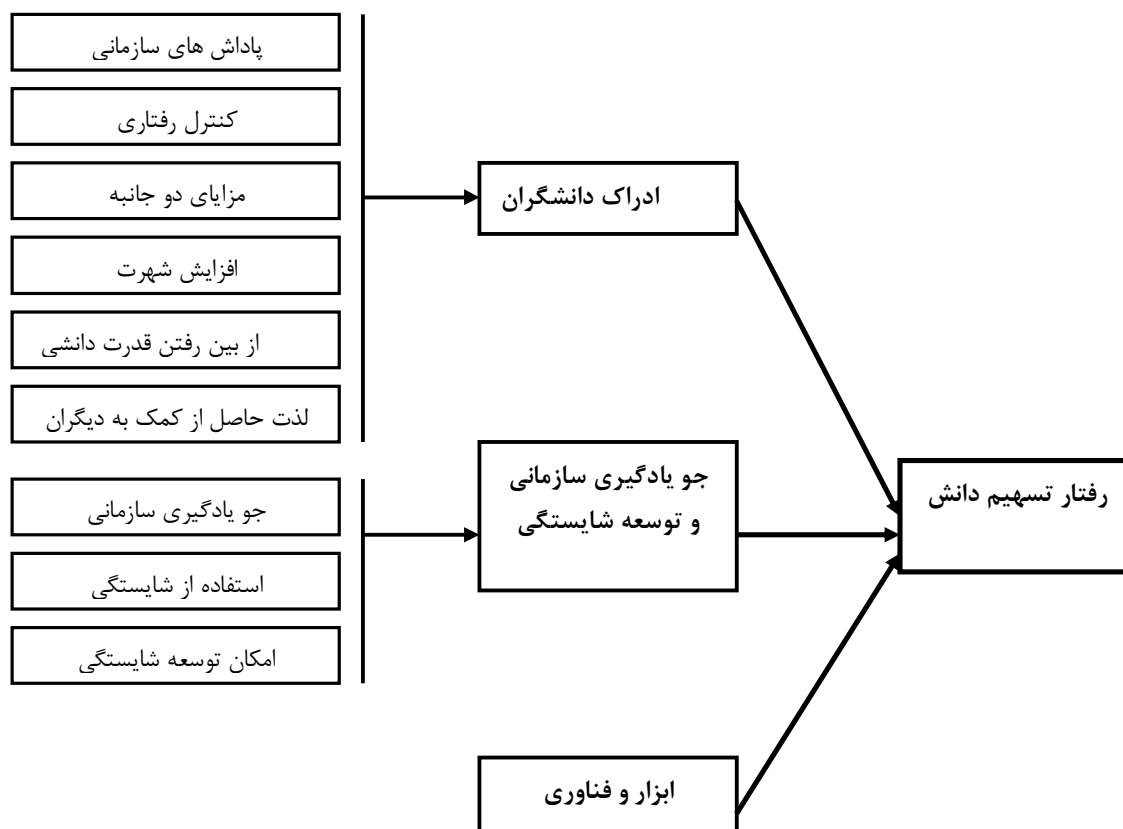 پاداش های سازمانی
کنترل رفتاری
مزایای دو جانبه
افزایش شهرت
از بین رفتن قدرت دانشی
لذت حاصل از کمک به دیگران
ادراک دانشگران
جو یادگیری سازمانی
استفاده از شایستگی
امکان توسعه شایستگی
جو یادگیری سازمانی
و توسعه شایستگی
ابزار و فناوری
رفتار تسهیم دانش